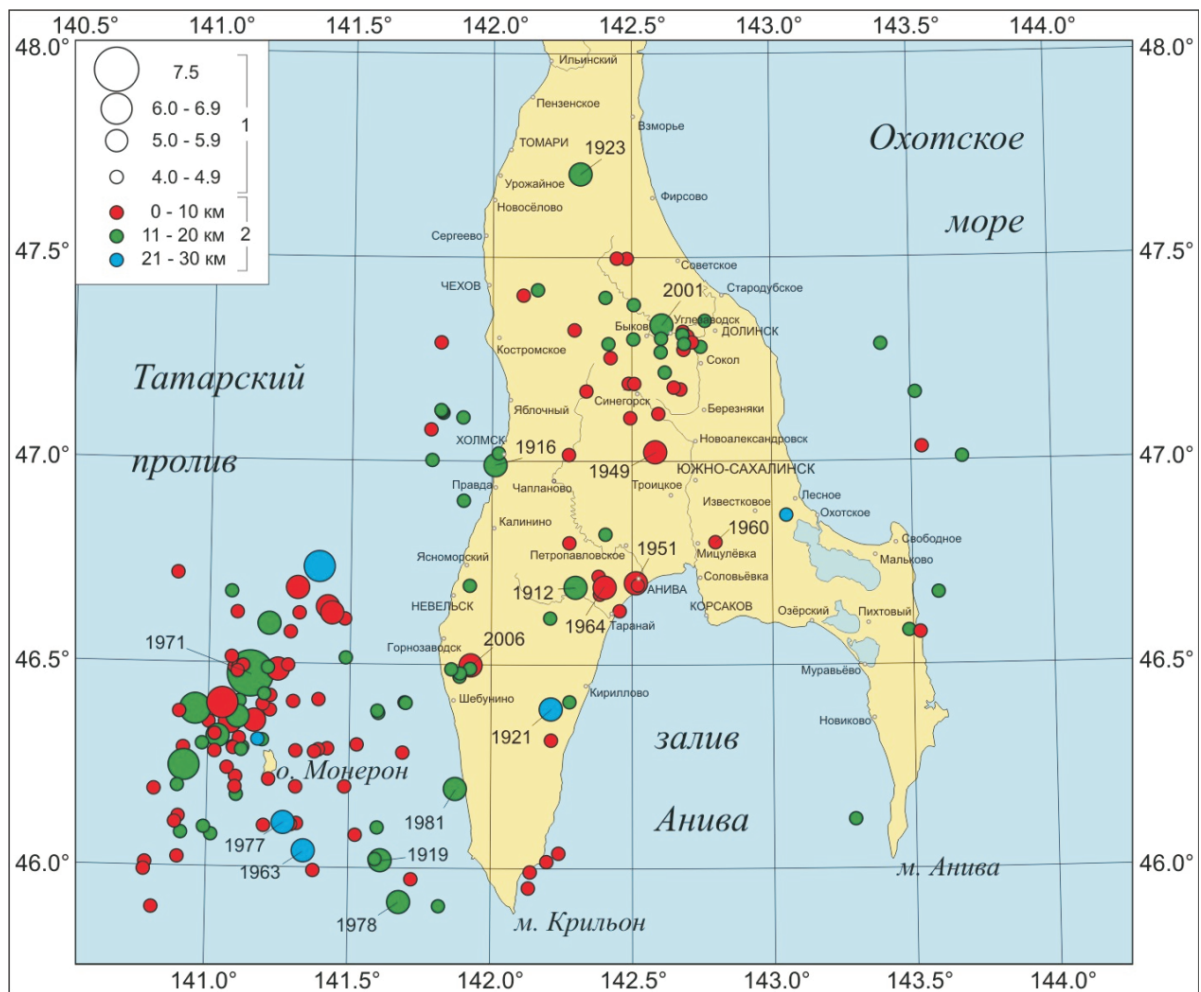 140.5 141.0° 141.5° 142.0° 142.5° 143.0° 143.5° 144.0°
48.0° 48.0°
7.5
6.0 - 6.9
5.0 - 5.9
4.0 - 4.9
1
0 - 10 км
11 - 20 км
21 - 30 км
2
Ильинский
Пензенское
Взморье
Охотское
море
ТОМАРИ
1923
Урожайное
Новосёлово
Фирсово
Сергеево
47.5° 47.5°
Советское
ЧЕХОВ
2001
Стародубское
Углезаводск
Быков
ДОЛИНСК
Костромское
Сокол
Татарский
пролив
Синегорск
Яблочный
Березняки
ХОЛМСК
1916
Новоалександровск
47.0° 47.0°
1949
ЮЖНО-САХАЛИНСК
Правда
Чапланово
Троицкое
Лесное
Известковое
Охотское
Калинино
1960
Свободное
Ясноморский
Петропавловское
1951
Мицулёвка
Мальково
1912
Соловьёвка
АНИВА
НЕВЕЛЬСК
КОРСАКОВ
Озёрский
Пихтовый
1964
Таранай
1971
Горнозаводск
2006
46.5° 46.5°
Муравьёво
Шебунино
Кириллово
Новиково
1921
залив
Анива
о. Монерон
1981
1977
1963
1919
46.0° 46.0°
м. Анива
1978
м. Крильон
141.0° 141.5° 142.0° 142.5° 143.0° 143.5° 144.0°